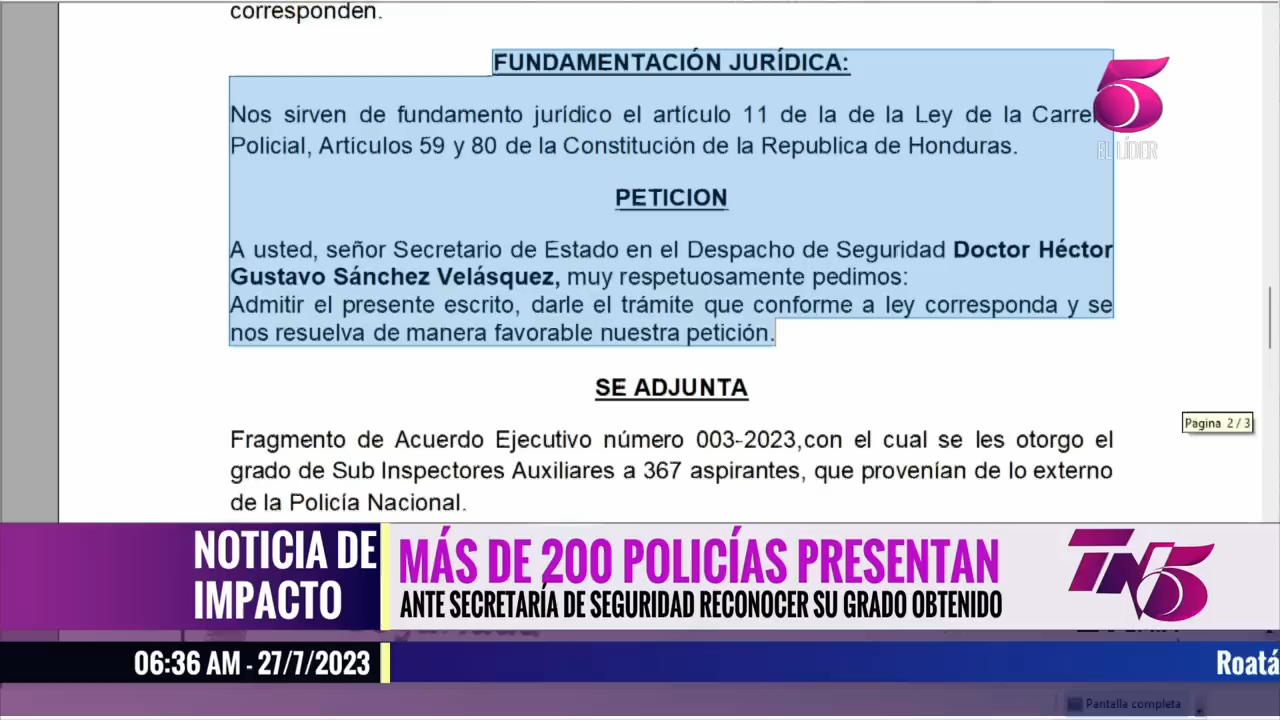 corresponden.
FUNDAMENTACIÓN JURÍDICA:
Nos sirven de fundamento jurídico el artículo 11 de la de la Ley de la Carrera
Policial, Artículos 59 y 80 de la Constitución de la Republica de Honduras.
5
EL LÍDER
PETICION
A usted, señor Secretario de Estado en el Despacho de Seguridad Doctor Héctor
Gustavo Sánchez Velásquez, muy respetuosamente pedimos:
Admitir el presente escrito, darle el trámite que conforme a ley corresponda y se
nos resuelva de manera favorable nuestra petición.
SE ADJUNTA
Página 2 / 3
Fragmento de Acuerdo Ejecutivo número 003-2023,con el cual se les otorgo el
grado de Sub Inspectores Auxiliares a 367 aspirantes, que provenían de lo externo
de la Policía Nacional.
NOTICIA DE
IMPACTO
MÁS DE 200 POLICÍAS PRESENTAN
ANTE SECRETARÍA DE SEGURIDAD RECONOCER SU GRADO OBTENIDO
TN5
06:36 AM - 27/7/2023
Roatá
Pantalla completa